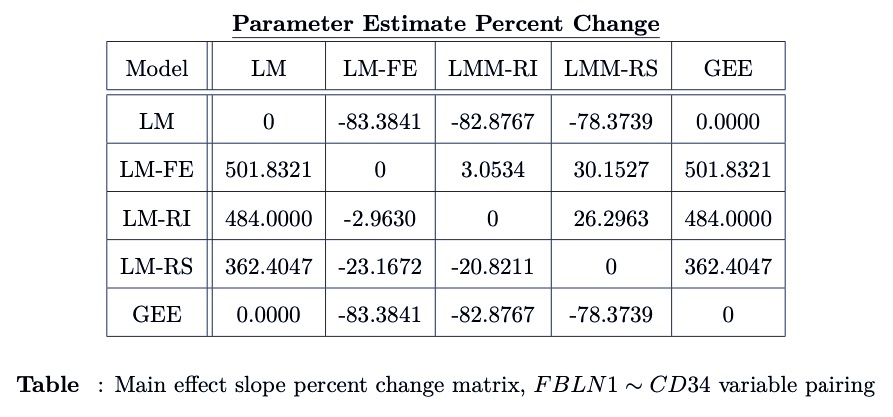 Parameter Estimate Percent Change
Model LM LM-FE LMM-RI LMM-RS GEE
LM 0 -83.3841 -82.8767 -78.3739 0.0000
LM-FE 501.8321 0 3.0534 30.1527 501.8321
LM-RI 484.0000 -2.9630 0 26.2963 484.0000
LM-RS 362.4047 -23.1672 -20.8211 0 362.4047
GEE 0.0000 -83.3841 -82.8767 -78.3739 0
Table : Main effect slope percent change matrix, FBLN1 ∼ CD34 variable pairing